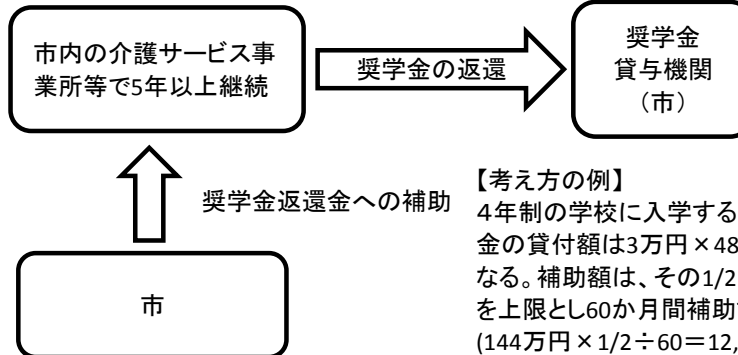 市内の介護サービス事
業所等で5年以上継続
奨学金の返還
奨学金
貸与機関
（市）
奨学金返還金への補助
市
【考え方の例】
４年制の学校に入学する
金の貸付額は3万円×48
なる。補助額は、その1/2
を上限とし60か月間補助
(144万円×1/2÷60＝12,